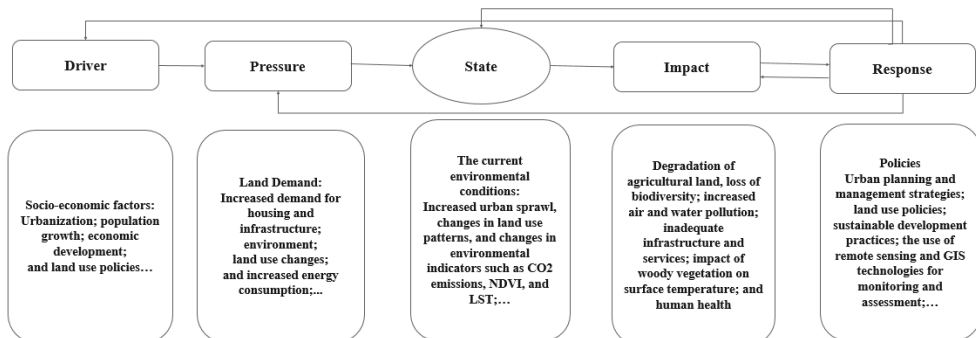 Driver
Pressure
State
Impact
Response
Socio-economic factors:
Urbanization; population
growth; economic
development;
and land use policies…
Land Demand:
Increased demand for
housing and
infrastructure;
environment;
land use changes;
and increased energy
consumption;...
The current
environmental
conditions:
Increased urban sprawl,
changes in land use
patterns, and changes in
environmental
indicators such as CO2
emissions, NDVI, and
LST;…
Degradation of
agricultural land, loss of
biodiversity; increased
air and water pollution;
inadequate
infrastructure and
services; impact of
woody vegetation on
surface temperature; and
human health
Policies
Urban planning and
management strategies;
land use policies;
sustainable development
practices; the use of
remote sensing and GIS
technologies for
monitoring and
assessment;…